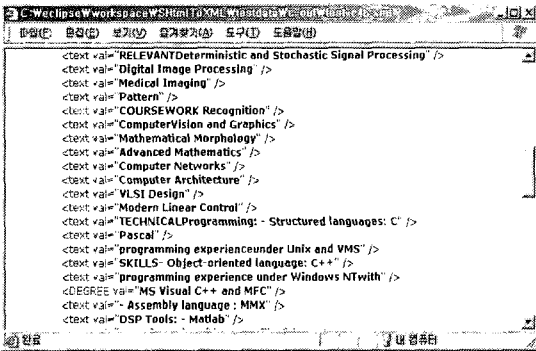 파일(F) 편집(E) 보기(V) 즐겨찾기(A) 도구(T) 도움말(H)
<text val="RELEVANTDeterministic and Stochastic Signal Processing" />
<text val="Digital Image Processing" />
<text val="Medical Imaging" />
<text val="Pattern" />
<text val="COURSEWORK Recognition" />
<text val="ComputerVision and Graphics" />
<text val="Mathematical Morphology" />
<text val="Advanced Mathematics" />
<text val="Computer Networks" />
<text val="Computer Architecture" />
<text val="VLSI Design" />
<text val="Modern Linear Control" />
<text val="TECHNICALProgramming: - Structured languages: C" />
<text val="Pascal" />
<text val="programming experienceunder Unix and VMS" />
<text val="SKILLS- Object-oriented language: C++" />
<text val="programming experience under Windows NTwith" />
<DEGREE val="MS Visual C++ and MFC" />
<text val="- Assembly language : MMX" />
<text val="DSP Tools: - Matlab" />
완료
내 컴퓨터